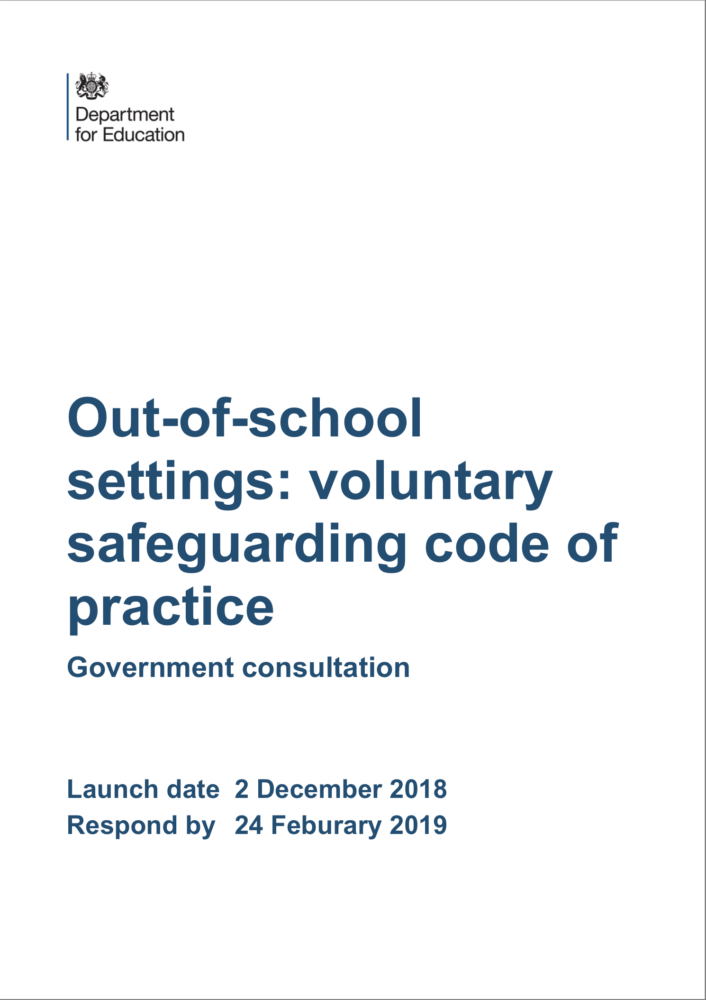 Department
for Education
Out-of-school
settings: voluntary
safeguarding code of
practice
Government consultation
Launch date 2 December 2018
Respond by 24 Feburary 2019